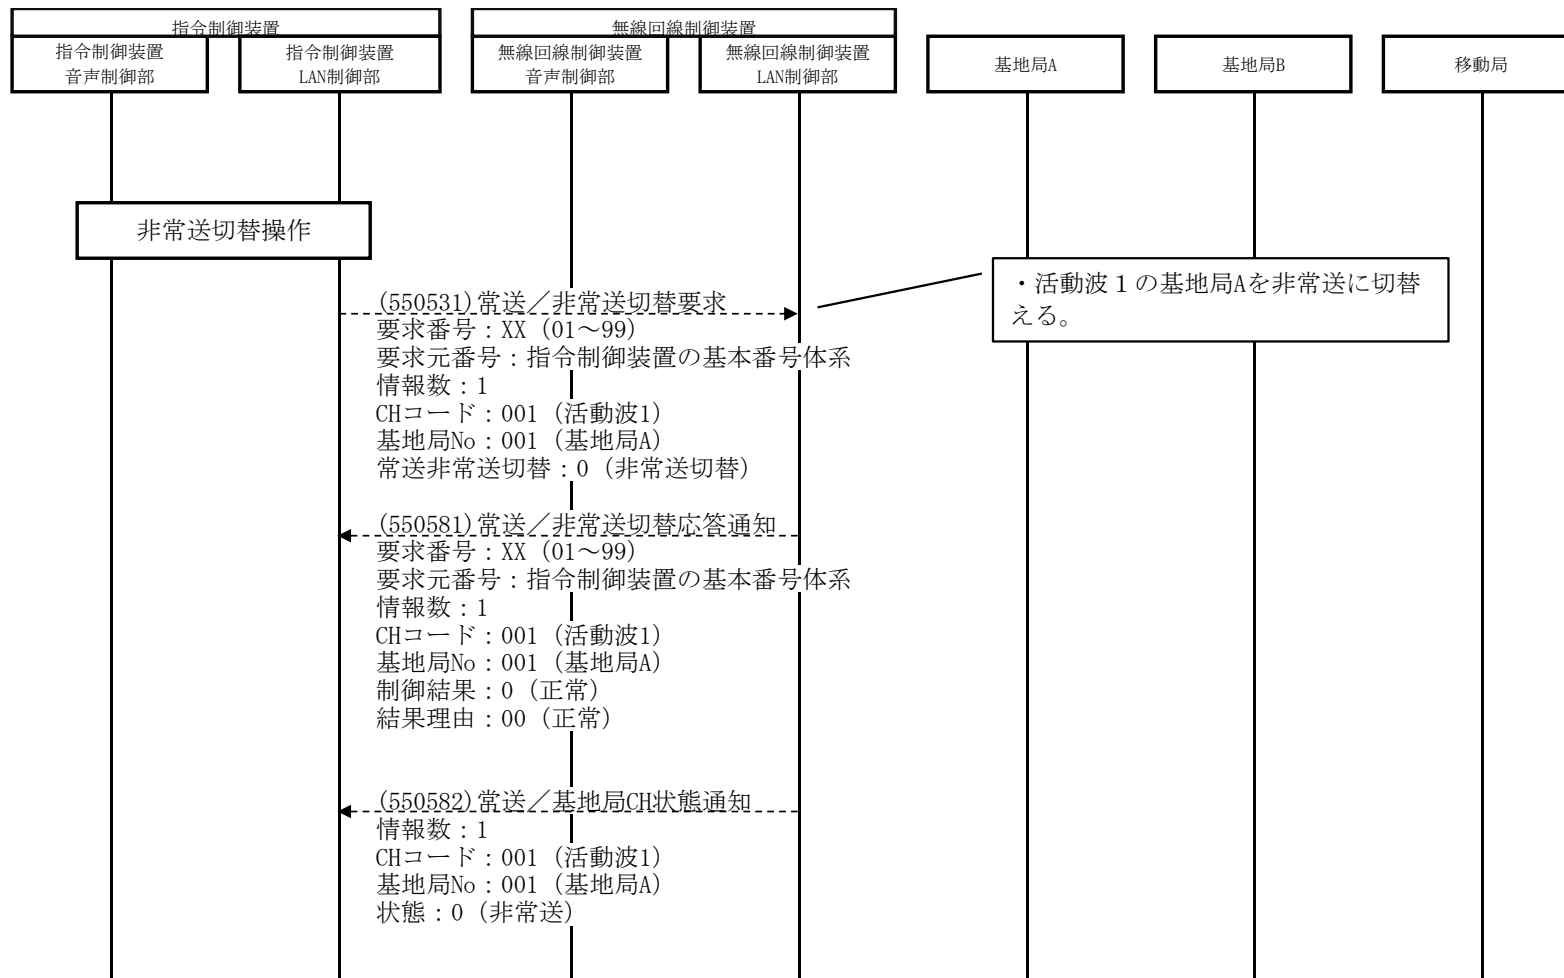 指令制御装置
無線回線制御装置
指令制御装置
音声制御部
指令制御装置
LAN制御部
無線回線制御装置
音声制御部
無線回線制御装置
LAN制御部
基地局A
基地局B
移動局
非常送切替操作
・活動波１の基地局Aを非常送に切替
える。
(550531)常送／非常送切替要求
要求番号：XX（01～99）
要求元番号：指令制御装置の基本番号体系
情報数：1
CHコード：001（活動波1）
基地局No：001（基地局A）
常送非常送切替：0（非常送切替）
(550581)常送／非常送切替応答通知
要求番号：XX（01～99）
要求元番号：指令制御装置の基本番号体系
情報数：1
CHコード：001（活動波1）
基地局No：001（基地局A）
制御結果：0（正常）
結果理由：00（正常）
(550582)常送／基地局CH状態通知
情報数：1
CHコード：001（活動波1）
基地局No：001（基地局A）
状態：0（非常送）